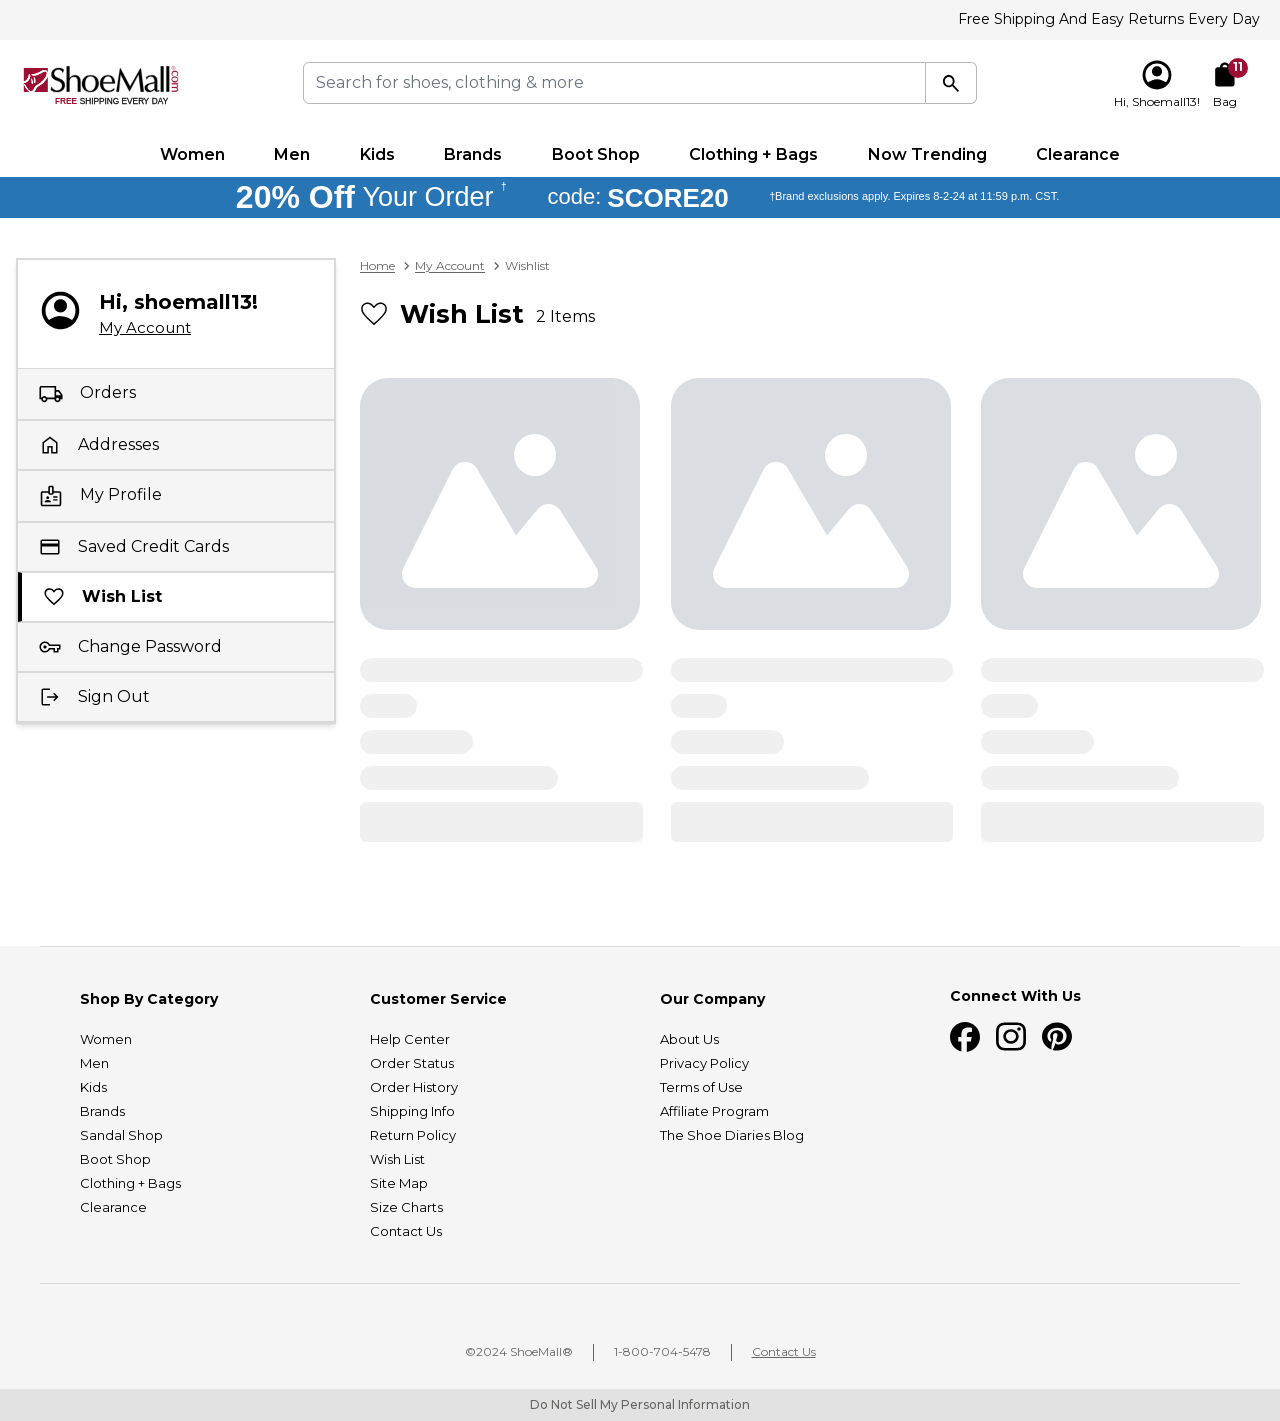 Free Shipping And Easy Returns Every Day
ShoeMall®.com
FREE SHIPPING EVERY DAY
Search for shoes, clothing & more
11
Hi, Shoemall13!
Bag
Women
Men
Kids
Brands
Boot Shop
Clothing + Bags
Now Trending
Clearance
20% Off Your Order † code: SCORE20 †Brand exclusions apply. Expires 8-2-24 at 11:59 p.m. CST.
Hi, shoemall13!
My Account
Orders
Addresses
My Profile
Saved Credit Cards
Wish List
Change Password
Sign Out
Home > My Account > Wishlist
Wish List 2 Items
Shop By Category
Women
Men
Kids
Brands
Sandal Shop
Boot Shop
Clothing + Bags
Clearance
Customer Service
Help Center
Order Status
Order History
Shipping Info
Return Policy
Wish List
Site Map
Size Charts
Contact Us
Our Company
About Us
Privacy Policy
Terms of Use
Affiliate Program
The Shoe Diaries Blog
Connect With Us
©2024 ShoeMall® | 1-800-704-5478 | Contact Us
Do Not Sell My Personal Information